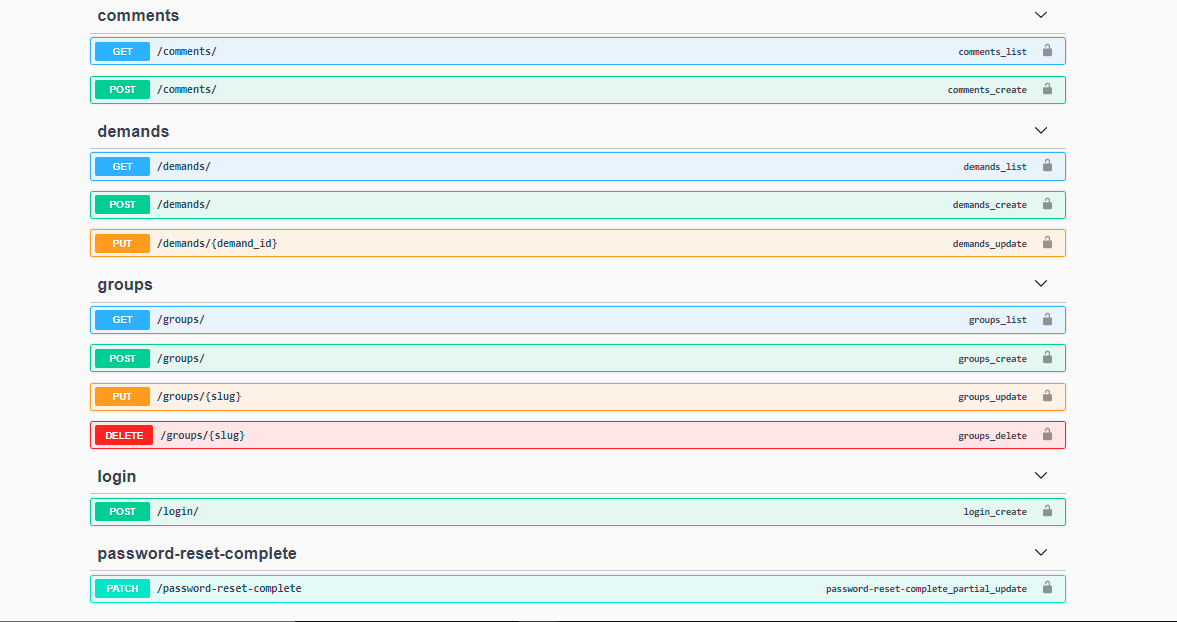 comments
GET /comments/ comments_list
POST /comments/ comments_create
demands
GET /demands/ demands_list
POST /demands/ demands_create
PUT /demands/{demand_id} demands_update
groups
GET /groups/ groups_list
POST /groups/ groups_create
PUT /groups/{slug} groups_update
DELETE /groups/{slug} groups_delete
login
POST /login/ login_create
password-reset-complete
PATCH /password-reset-complete password-reset-complete_partial_update